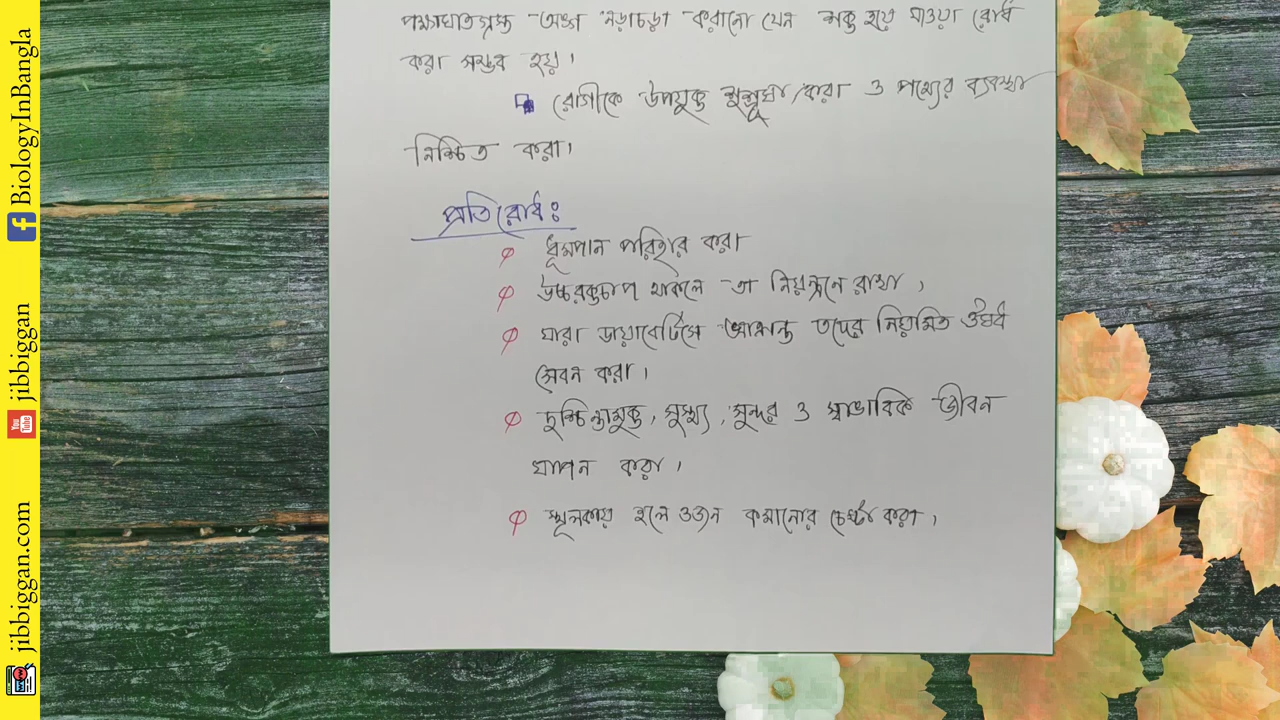 পক্ষাঘাতগ্রস্ত অঙ্গ নড়াচড়া করানো যেন শক্ত হয়ে যাওয়া রোধ
করা সম্ভব হয়।
রোগীকে উপযুক্ত শুশ্রূষা করা ও পথ্যের ব্যবস্থা
নিশ্চিত করা।
প্রতিরোধঃ
ধূমপান পরিহার করা
উচ্চরক্তচাপ থাকলে তা নিয়ন্ত্রনে রাখা,
যারা ডায়াবেটিসে আক্রান্ত তাদের নিয়মিত ঔষধ
সেবন করা।
দুশ্চিন্তামুক্ত, সুস্থ্য, সুন্দর ও স্বাভাবিক জীবন
যাপন করা।
স্থূলকায় হলে ওজন কমানোর চেষ্টা করা,
jibbiggan.com
jibbiggan
BiologyInBangla